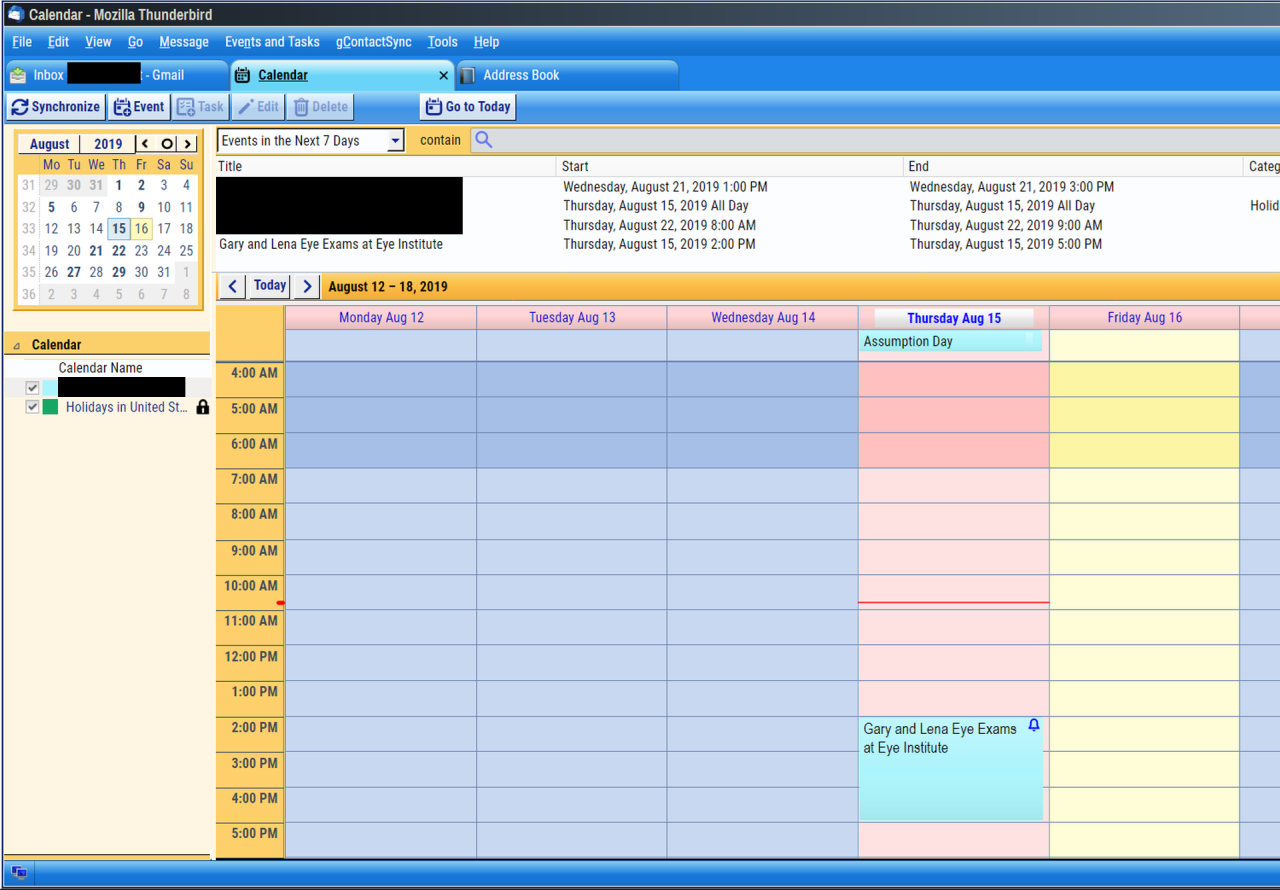 Calendar - Mozilla Thunderbird
File Edit View Go Message Events and Tasks gContactSync Tools Help
Inbox - Gmail Calendar Address Book
Synchronize Event Task Edit Delete Go to Today
August 2019
Mo Tu We Th Fr Sa Su
31 29 30 31 1 2 3 4
32 5 6 7 8 9 10 11
33 12 13 14 15 16 17 18
34 19 20 21 22 23 24 25
35 26 27 28 29 30 31 1
36 2 3 4 5 6 7 8
Calendar
Calendar Name
Holidays in United St...
Events in the Next 7 Days contain
Title Start End Categ
Wednesday, August 21, 2019 1:00 PM Wednesday, August 21, 2019 3:00 PM
Thursday, August 15, 2019 All Day Thursday, August 15, 2019 All Day Holid
Thursday, August 22, 2019 8:00 AM Thursday, August 22, 2019 9:00 AM
Gary and Lena Eye Exams at Eye Institute Thursday, August 15, 2019 2:00 PM Thursday, August 15, 2019 5:00 PM
Today August 12 – 18, 2019
Monday Aug 12 Tuesday Aug 13 Wednesday Aug 14 Thursday Aug 15 Friday Aug 16
Assumption Day
4:00 AM
5:00 AM
6:00 AM
7:00 AM
8:00 AM
9:00 AM
10:00 AM
11:00 AM
12:00 PM
1:00 PM
2:00 PM
Gary and Lena Eye Exams
at Eye Institute
3:00 PM
4:00 PM
5:00 PM